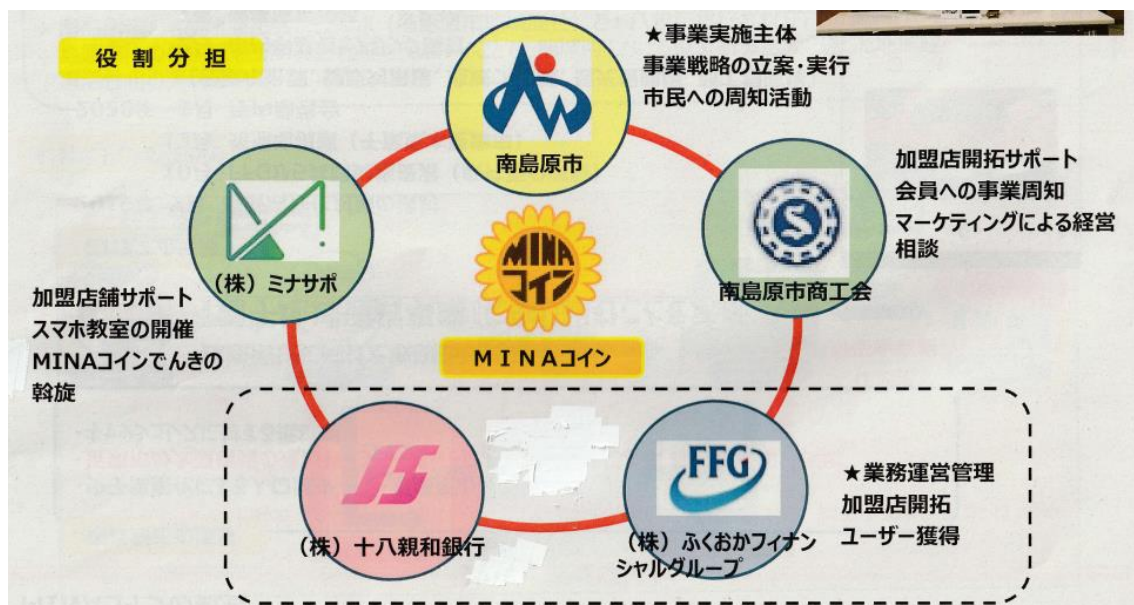 役割分担
★事業実施主体
事業戦略の立案・実行
市民への周知活動
南島原市
加盟店開拓サポート
会員への事業周知
マーケティングによる経営
相談
S
南島原市商工会
(株)ミナサポ
加盟店舗サポート
スマホ教室の開催
MINAコインでんきの
斡旋
MINA
コイン
MINAコイン
(株)十八親和銀行
FFG
(株)ふくおかフィナン
シャルグループ
★業務運営管理
加盟店開拓
ユーザー獲得